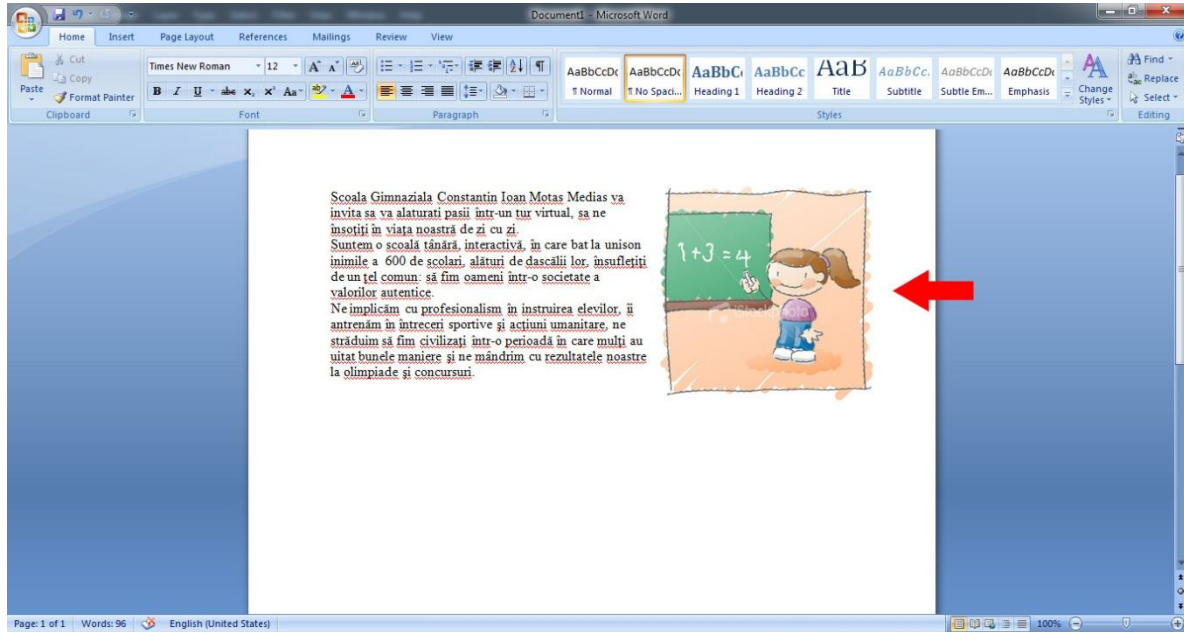 Document1 - Microsoft Word
Home Insert Page Layout References Mailings Review View
Cut
Copy
Format Painter
Paste
Clipboard
Times New Roman 12
Font
Paragraph
AaBbCcDc AaBbCcDc AaBbC AaBbCc AaB AaBbCc. AaBbCcDc AaBbCcDc
¶ Normal ¶ No Spaci... Heading 1 Heading 2 Title Subtitle Subtle Em... Emphasis
Change Styles
Styles
Find
Replace
Select
Editing
Scoala Gimnaziala Constantin Ioan Motas Medias va
invita sa va alaturati pasii într-un tur virtual, sa ne
însoțiți în viața noastră de zi cu zi.
Suntem o școală tânără, interactivă, în care bat la unison
inimile a 600 de școlari, alături de dascălii lor, însuflețiți
de un țel comun: să fim oameni într-o societate a
valorilor autentice.
Ne implicăm cu profesionalism în instruirea elevilor, îi
antrenăm în întreceri sportive și acțiuni umanitare, ne
străduim să fim civilizați într-o perioadă în care mulți au
uitat bunele maniere și ne mândrim cu rezultatele noastre
la olimpiade și concursuri.
1+3=4
iStockphoto
Page: 1 of 1 Words: 96 English (United States) 100%